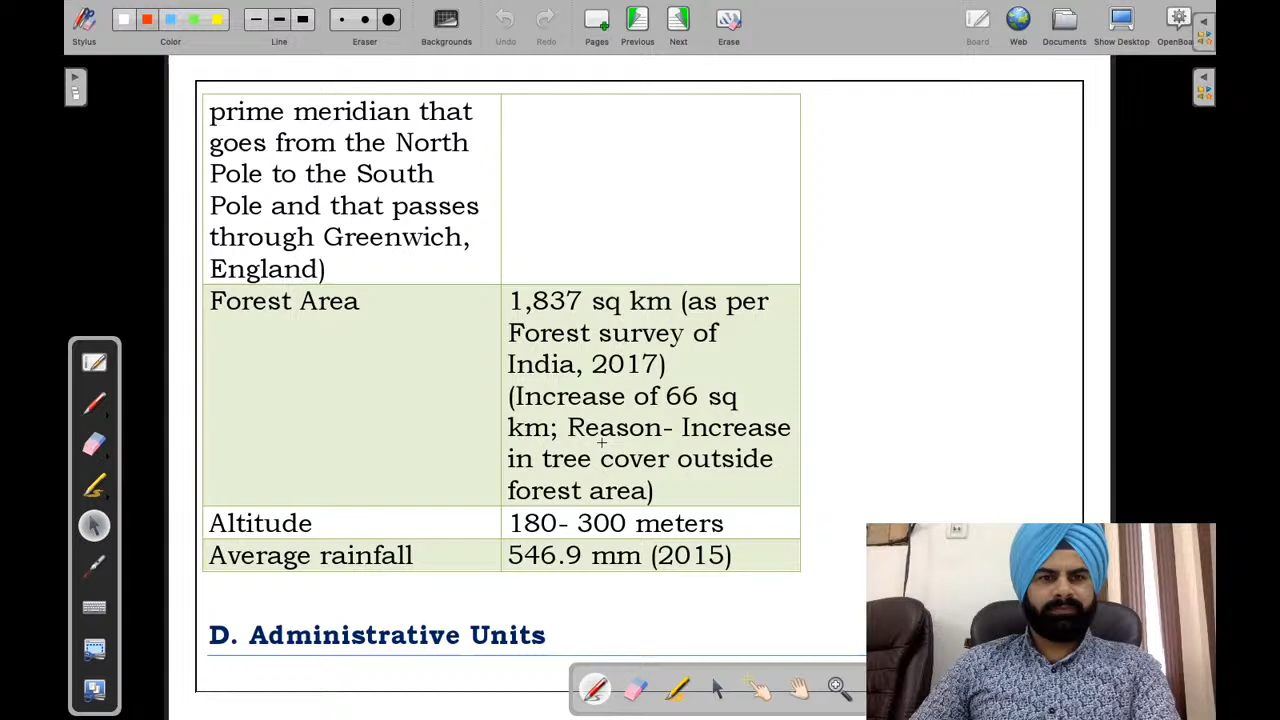 Stylus
Color
Line
Eraser
Backgrounds
Undo
Redo
Pages
Previous
Next
Erase
Board
Web
Documents
Show Desktop
prime meridian that
goes from the North
Pole to the South
Pole and that passes
through Greenwich,
England)
Forest Area
1,837 sq km (as per
Forest survey of
India, 2017)
(Increase of 66 sq
km; Reason- Increase
in tree cover outside
forest area)
Altitude
180- 300 meters
Average rainfall
546.9 mm (2015)
D. Administrative Units